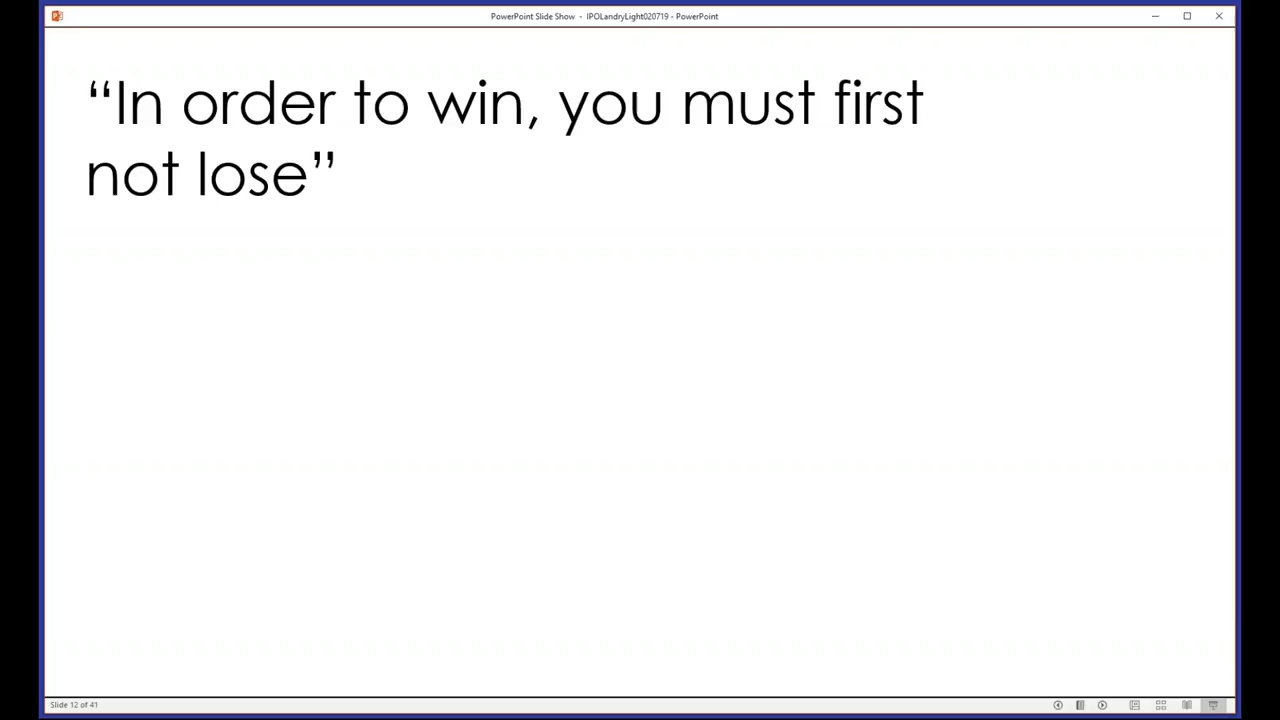 PowerPoint Slide Show - IPOLandryLight020719 - PowerPoint
“In order to win, you must first
not lose”
Slide 12 of 41